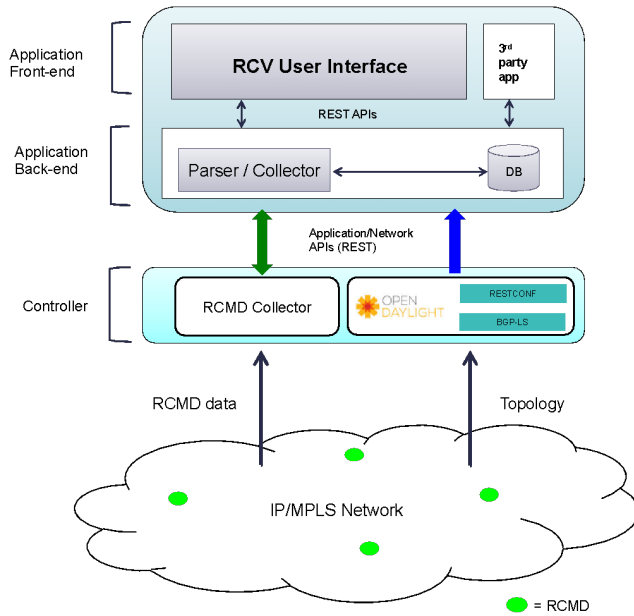 Application
Front-end
RCV User Interface
3rd
party
app
REST APIs
Application
Back-end
Parser / Collector
DB
Application/Network
APIs (REST)
Controller
RCMD Collector
OPEN
DAYLIGHT
RESTCONF
BGP-LS
RCMD data
Topology
IP/MPLS Network
= RCMD